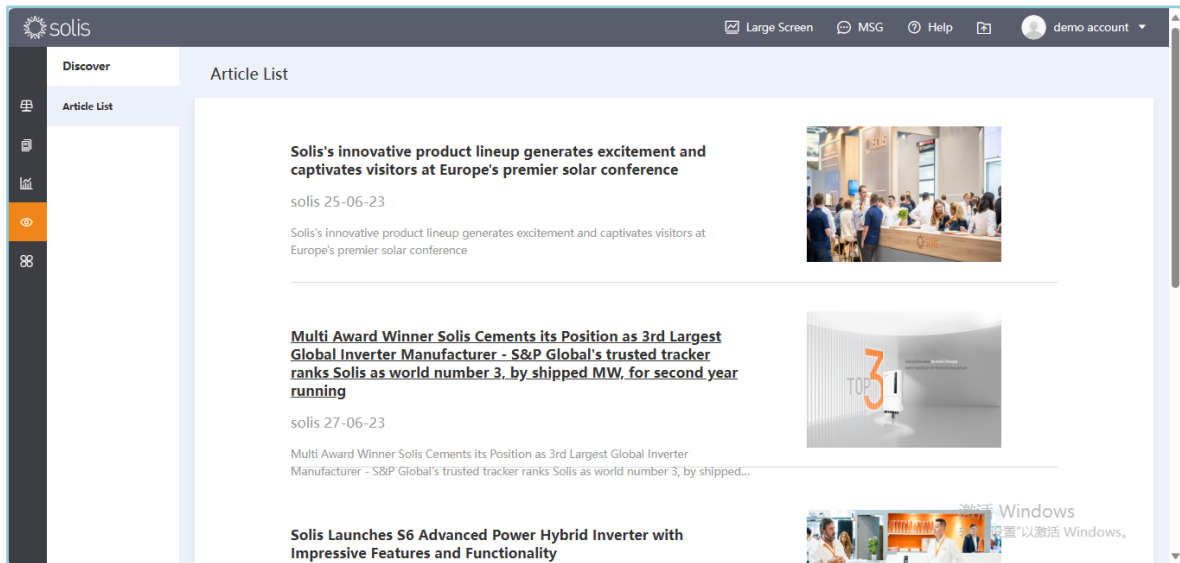 solis
Large Screen
MSG
Help
demo account
Discover
Article List
Article List
Solis's innovative product lineup generates excitement and
captivates visitors at Europe's premier solar conference
solis 25-06-23
Solis's innovative product lineup generates excitement and captivates visitors at
Europe's premier solar conference
solis
Multi Award Winner Solis Cements its Position as 3rd Largest
Global Inverter Manufacturer - S&P Global's trusted tracker
ranks Solis as world number 3, by shipped MW, for second year
running
solis 27-06-23
Multi Award Winner Solis Cements its Position as 3rd Largest Global Inverter
Manufacturer - S&P Global's trusted tracker ranks Solis as world number 3, by shipped...
TOP 3
Solis Launches S6 Advanced Power Hybrid Inverter with
Impressive Features and Functionality
激活 Windows
设置"以激活 Windows。